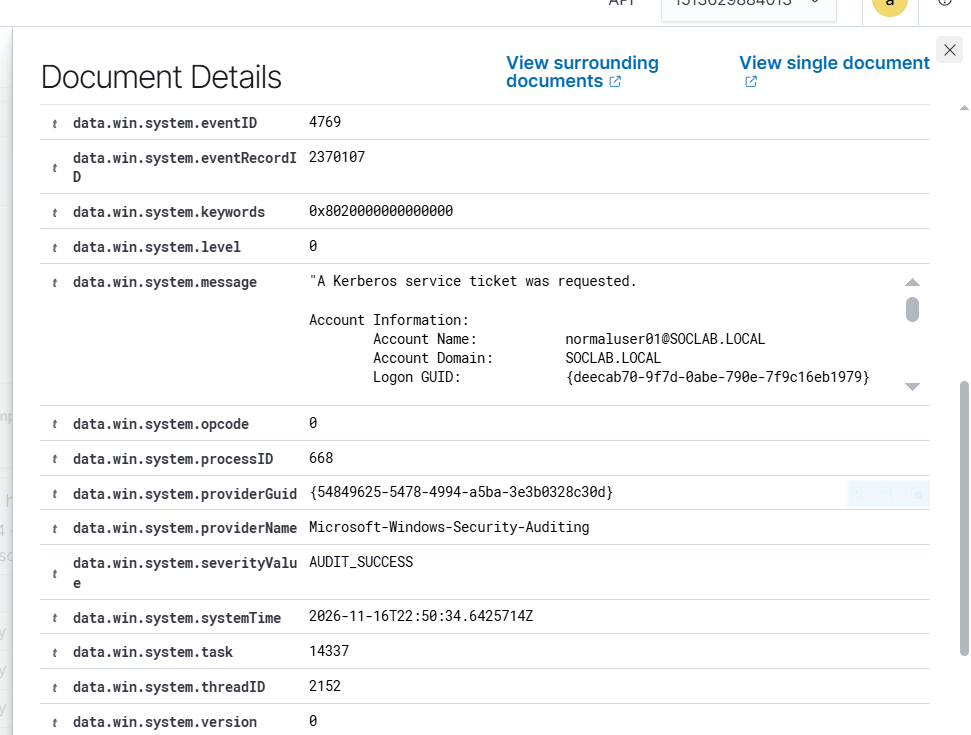 API
1513629884013
a
Document Details
View surrounding
documents
View single document
t data.win.system.eventID 4769
t data.win.system.eventRecordI
D 2370107
t data.win.system.keywords 0x8020000000000000
t data.win.system.level 0
t data.win.system.message "A Kerberos service ticket was requested.
Account Information:
Account Name: normaluser01@SOCLAB.LOCAL
Account Domain: SOCLAB.LOCAL
Logon GUID: {deecab70-9f7d-0abe-790e-7f9c16eb1979}
t data.win.system.opcode 0
t data.win.system.processID 668
t data.win.system.providerGuid {54849625-5478-4994-a5ba-3e3b0328c30d}
t data.win.system.providerName Microsoft-Windows-Security-Auditing
t data.win.system.severityValu
e AUDIT_SUCCESS
t data.win.system.systemTime 2026-11-16T22:50:34.6425714Z
t data.win.system.task 14337
t data.win.system.threadID 2152
t data.win.system.version 0